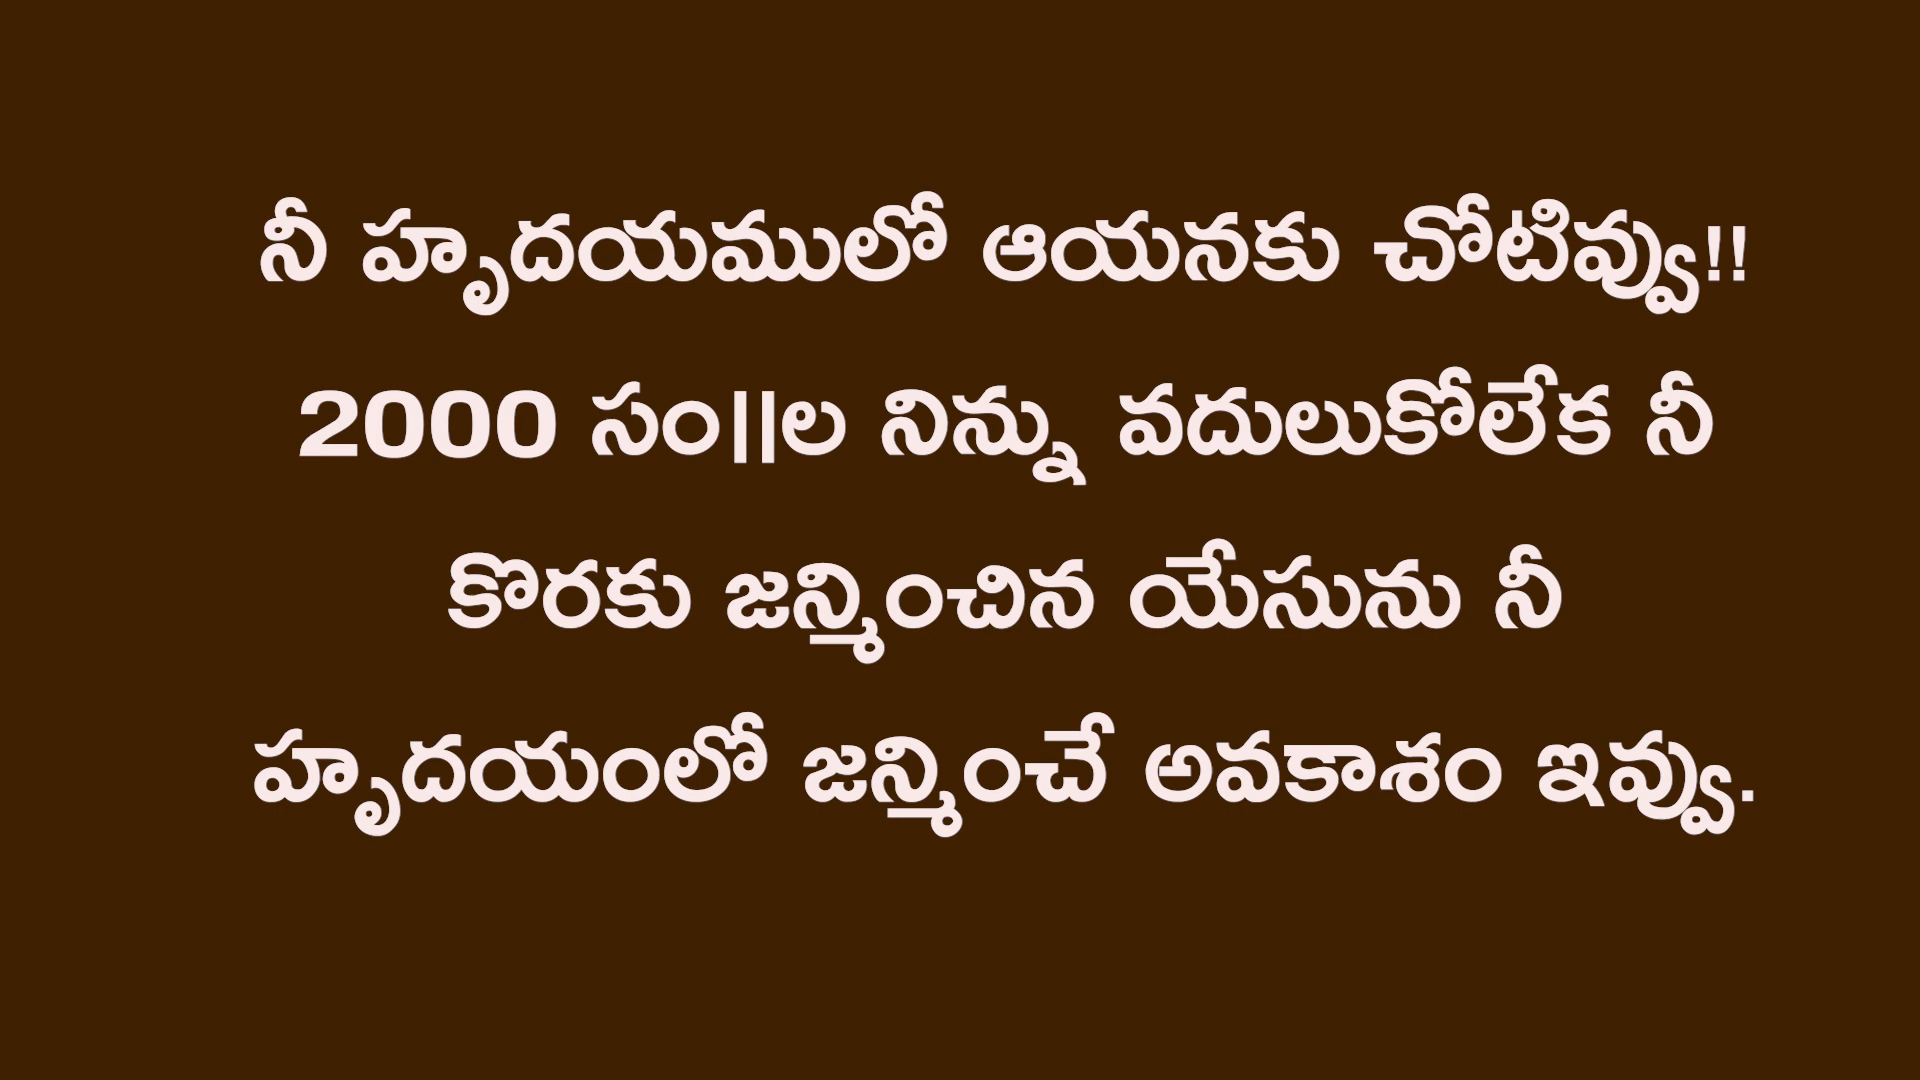 నీ హృదయములో ఆయనకు చోటివ్వు!!
2000 సం||ల నిన్ను వదులుకోలేక నీ
కొరకు జన్మించిన యేసును నీ
హృదయంలో జన్మించే అవకాశం ఇవ్వు.